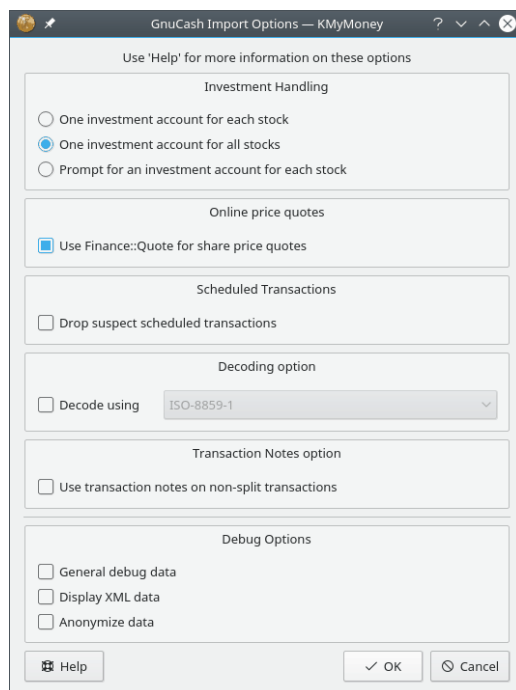 GnuCash Import Options — KMyMoney
Use 'Help' for more information on these options
Investment Handling
One investment account for each stock
One investment account for all stocks
Prompt for an investment account for each stock
Online price quotes
Use Finance::Quote for share price quotes
Scheduled Transactions
Drop suspect scheduled transactions
Decoding option
Decode using ISO-8859-1
Transaction Notes option
Use transaction notes on non-split transactions
Debug Options
General debug data
Display XML data
Anonymize data
Help OK Cancel